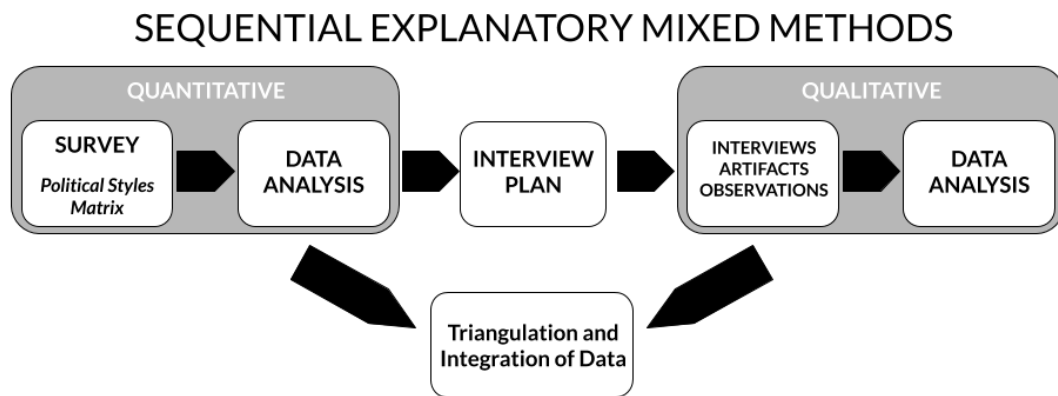 SEQUENTIAL EXPLANATORY MIXED METHODS
QUANTITATIVE
SURVEY
Political Styles
Matrix
DATA
ANALYSIS
INTERVIEW
PLAN
QUALITATIVE
INTERVIEWS
ARTIFACTS
OBSERVATIONS
DATA
ANALYSIS
Triangulation and
Integration of Data